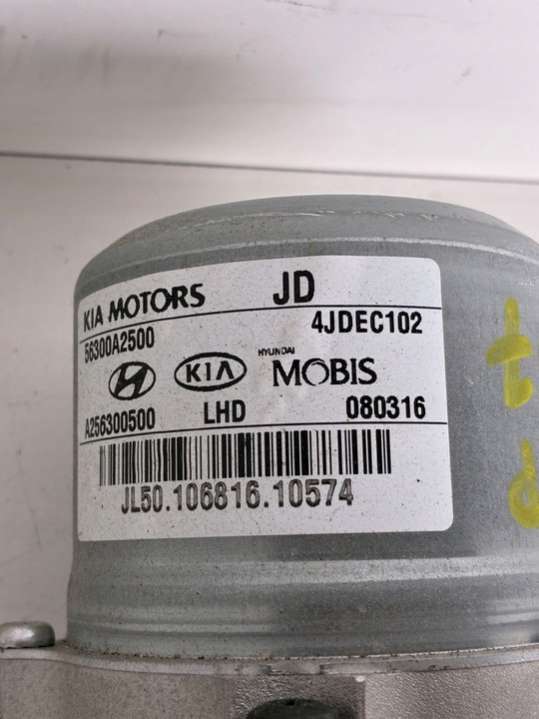 KIA MOTORS JD
56300A2500 4JDEC102
KIA HYUNDAI MOBIS
A256300500 LHD 080316
JL50.106816.10574